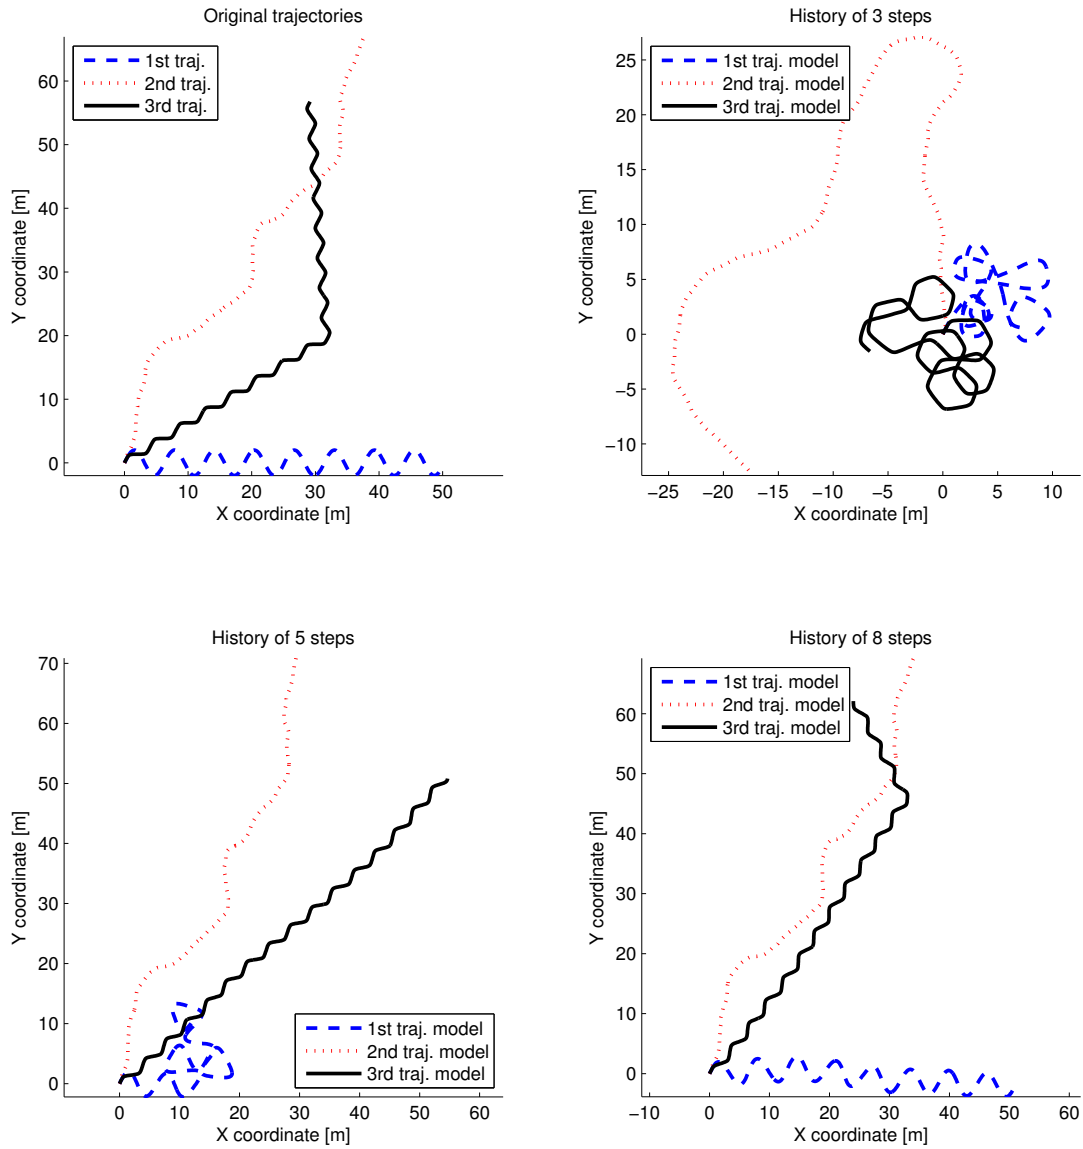 Original trajectories
1st traj.
2nd traj.
3rd traj.
Y coordinate [m]
60
50
40
30
20
10
0
0 10 20 30 40 50
X coordinate [m]
History of 3 steps
1st traj. model
2nd traj. model
3rd traj. model
Y coordinate [m]
25
20
15
10
5
0
−5
−10
−25 −20 −15 −10 −5 0 5 10
X coordinate [m]
History of 5 steps
Y coordinate [m]
70
60
50
40
30
20
10
0
1st traj. model
2nd traj. model
3rd traj. model
0 10 20 30 40 50 60
X coordinate [m]
History of 8 steps
1st traj. model
2nd traj. model
3rd traj. model
Y coordinate [m]
60
50
40
30
20
10
0
−10 0 10 20 30 40 50 60
X coordinate [m]